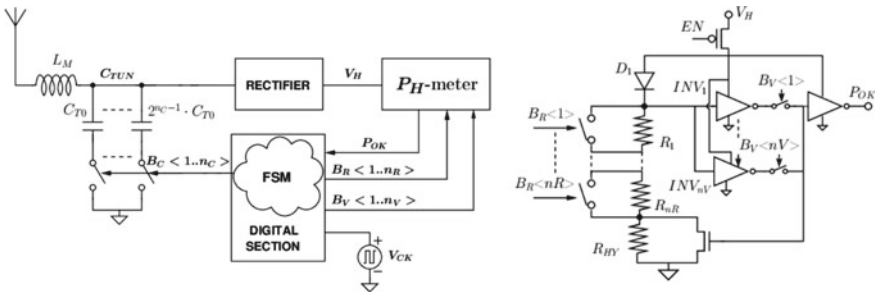 L_M
C_TUN
C_T0
2^{n_C-1} · C_T0
B_C < 1..n_C >
RECTIFIER
V_H
P_H-meter
P_OK
B_R < 1..n_R >
B_V < 1..n_V >
FSM
DIGITAL
SECTION
V_CK
+
−
EN
V_H
D_1
INV_1
B_V<1>
P_OK
B_R<1>
R_1
B_V<nV>
INV_nV
B_R<nR>
R_nR
R_HY